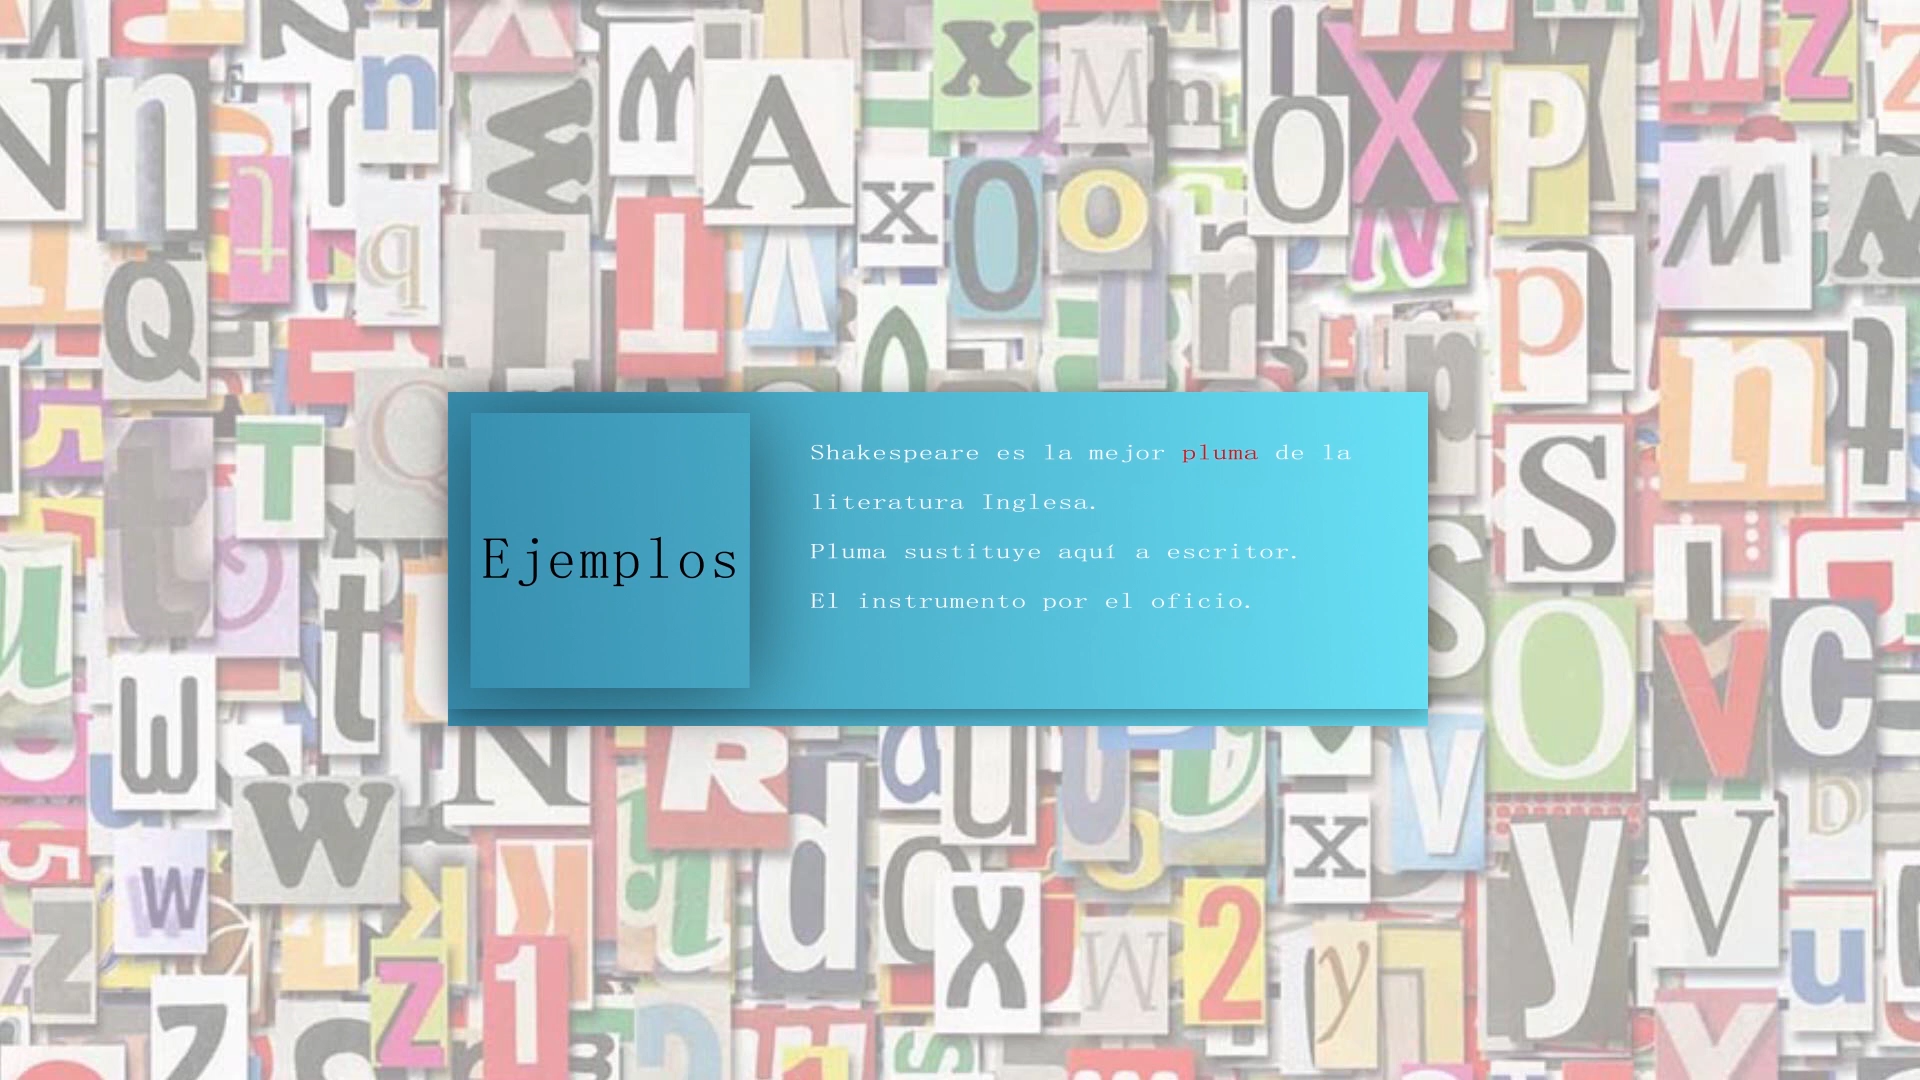 Ejemplos
Shakespeare es la mejor pluma de la
literatura Inglesa.
Pluma sustituye aquí a escritor.
El instrumento por el oficio.